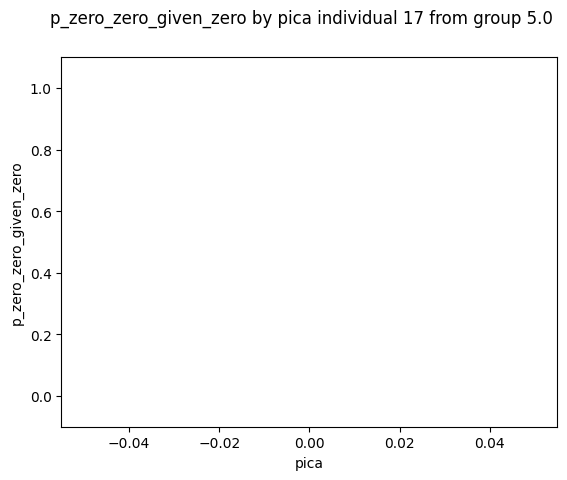 p_zero_zero_given_zero by pica individual 17 from group 5.0
1.0
0.8
0.6
0.4
0.2
0.0
p_zero_zero_given_zero
−0.04 −0.02 0.00 0.02 0.04
pica